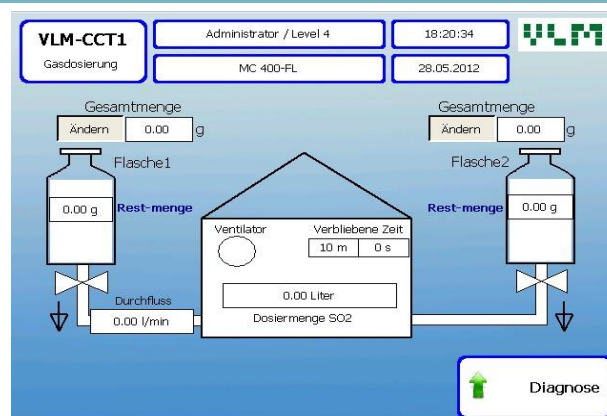 VLM-CCT1
Gasdosierung
Administrator / Level 4
18:20:34
MC 400-FL
28.05.2012
VLM
Gesamtmenge
Ändern
0.00
g
Flasche1
0.00 g
Rest-menge
Gesamtmenge
Ändern
0.00
g
Flasche2
Rest-menge
0.00 g
Ventilator
Verbliebene Zeit
10 m
0 s
0.00 Liter
Dosiermenge SO2
Durchfluss
0.00 l/min
Diagnose